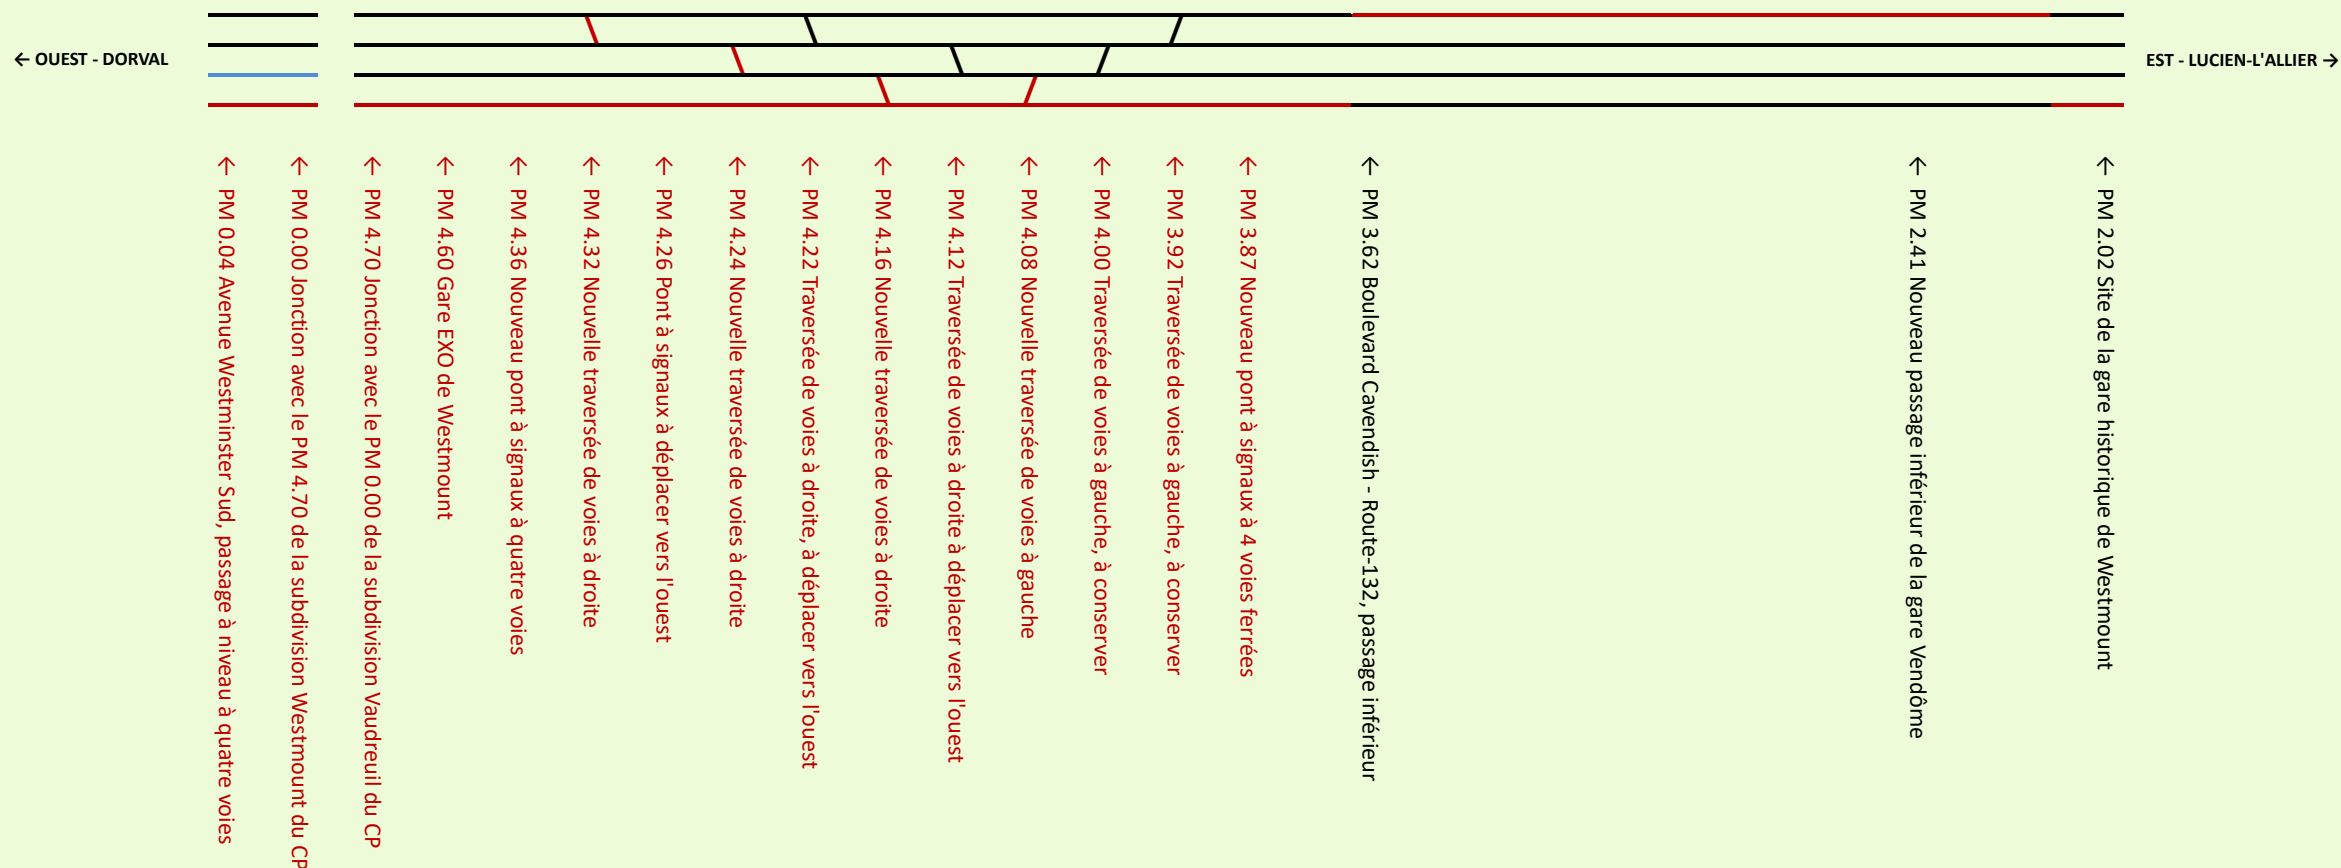 ← OUEST - DORVAL
EST - LUCIEN-L'ALLIER →
← PM 0.04 Avenue Westminster Sud, passage à niveau à quatre voies
← PM 0.00 Jonction avec le PM 4.70 de la subdivision Westmount du CP
← PM 4.70 Jonction avec le PM 0.00 de la subdivision Vaudreuil du CP
← PM 4.60 Gare EXO de Westmount
← PM 4.36 Nouveau pont à signaux à quatre voies
← PM 4.32 Nouvelle traversée de voies à droite
← PM 4.26 Pont à signaux à déplacer vers l'ouest
← PM 4.24 Nouvelle traversée de voies à droite
← PM 4.22 Traversée de voies à droite, à déplacer vers l'ouest
← PM 4.16 Nouvelle traversée de voies à droite
← PM 4.12 Traversée de voies à droite à déplacer vers l'ouest
← PM 4.08 Nouvelle traversée de voies à gauche
← PM 4.00 Traversée de voies à gauche, à conserver
← PM 3.92 Traversée de voies à gauche, à conserver
← PM 3.87 Nouveau pont à signaux à 4 voies ferrées
← PM 3.62 Boulevard Cavendish - Route-132, passage inférieur
← PM 2.41 Nouveau passage inférieur de la gare Vendôme
← PM 2.02 Site de la gare historique de Westmount